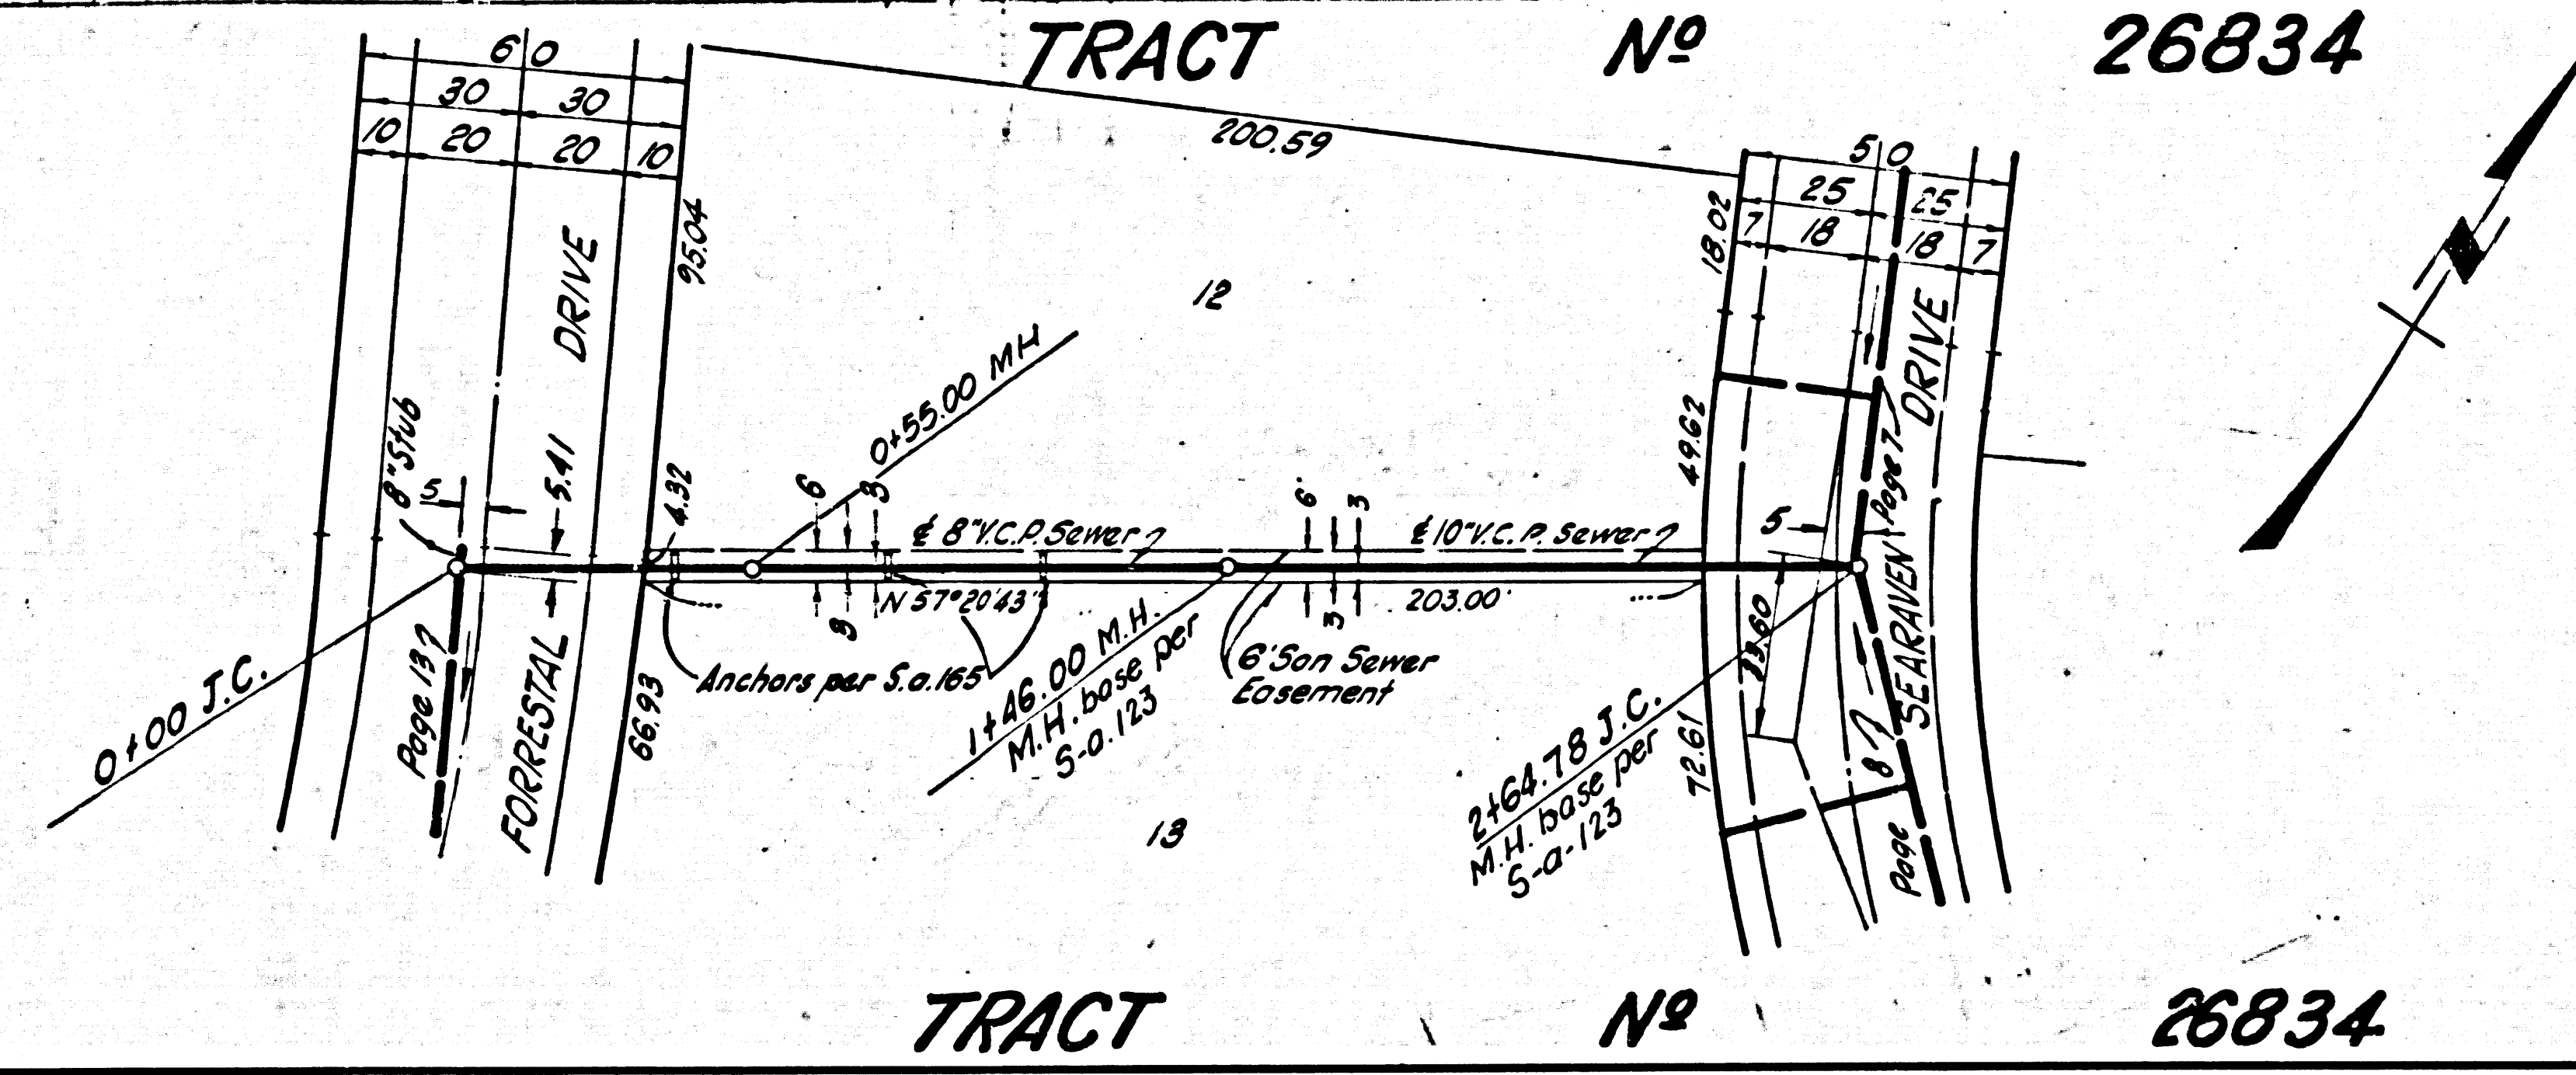 TRACT Nº 26834
60
30 30
10 20 20 10
200.59
50
25 25
7 18 18 7
95.04
18.02
DRIVE
DRIVE
12
0+55.00 MH
8"Stub
5
5.41
4.32
6 3
₵ 8"V.C.P. Sewer
6' 3
₵ 10"V.C.P. Sewer
49.62
5
Page 7
N 57°20'43"
203.00'
3
3
Anchors per S.a.165
1+46.00 M.H.
M.H. base per
S-a.123
6' San Sewer
Easement
0+00 J.C.
Page 13
FORRESTAL
66.93
2+64.78 J.C.
M.H. base per
S-a-123
72.61
SEARAVEN
Page 8
13
TRACT Nº 26834